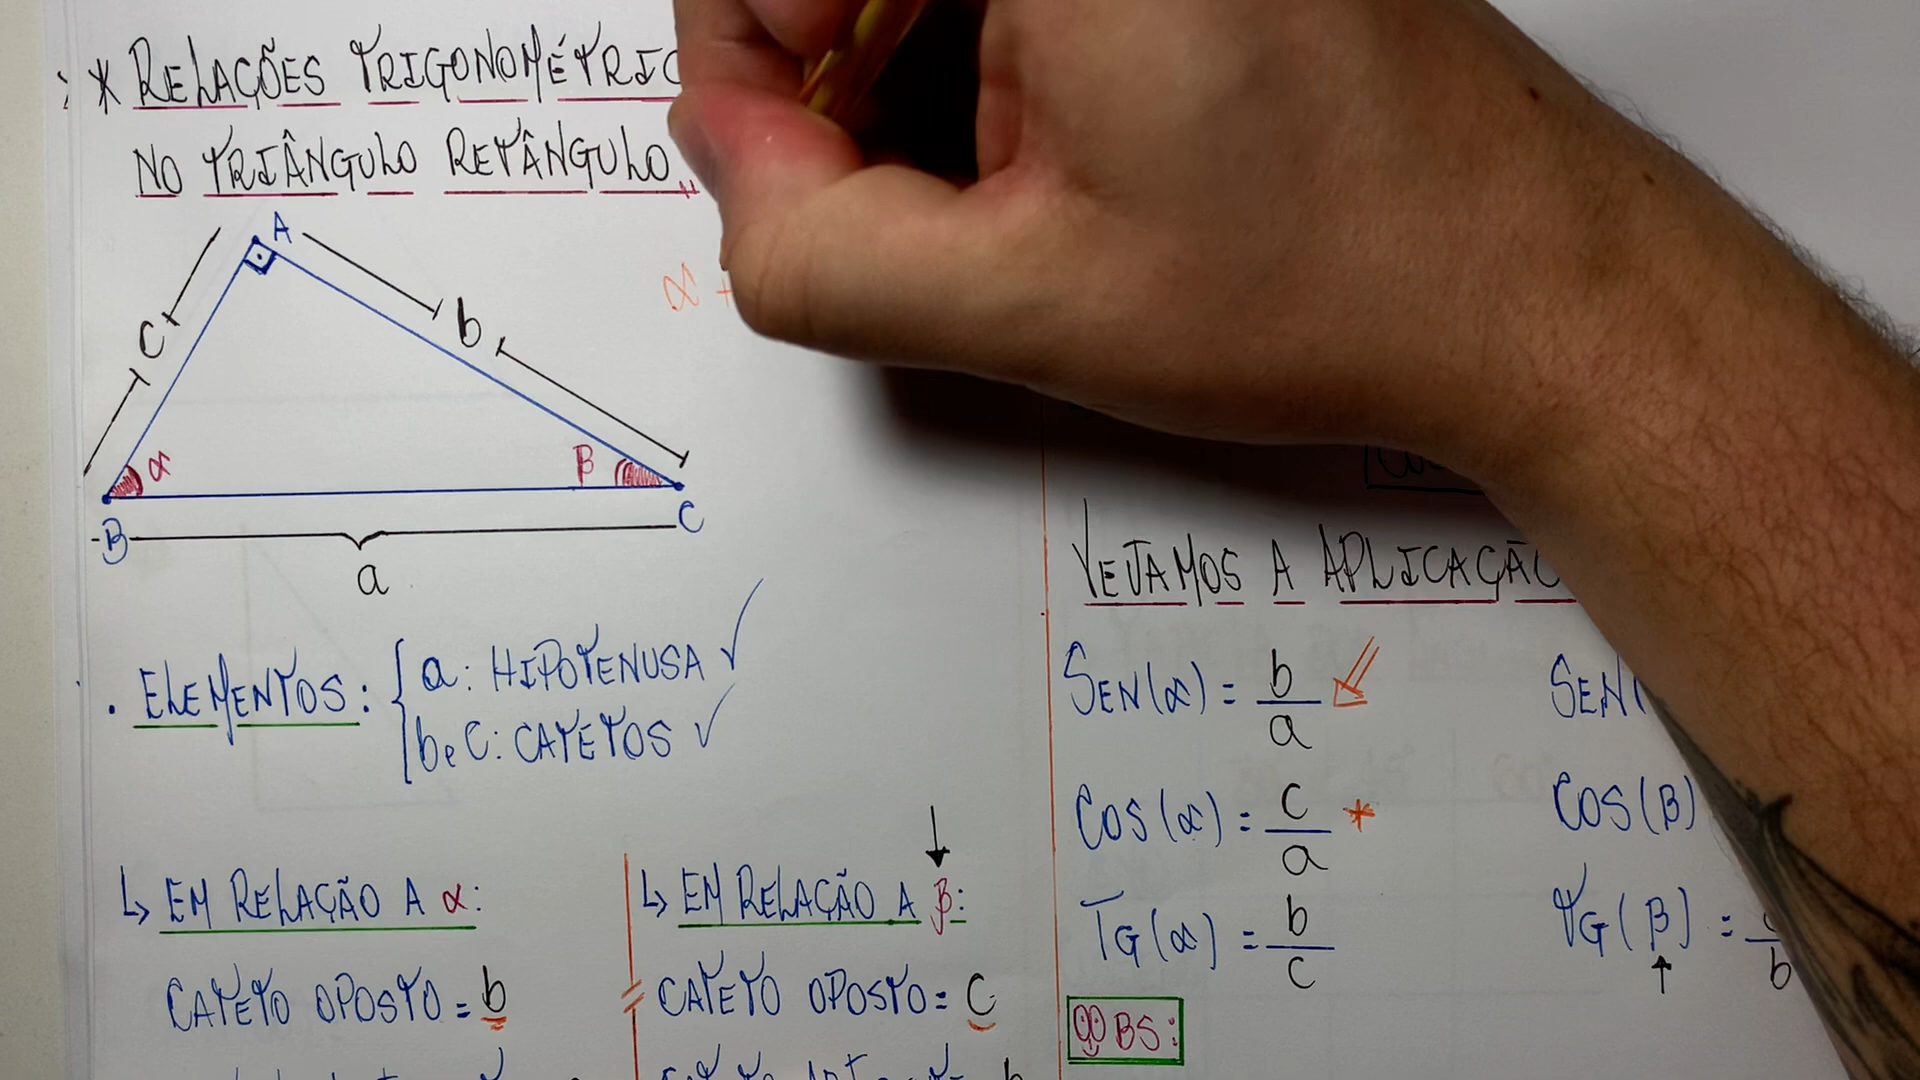 * RELAÇÕES TRIGONOMÉTRIC
NO TRIÂNGULO RETÂNGULO
A
c
b
α +
α
β
B
C
a
. ELEMENTOS: { a: HIPOTENUSA ✓
b e c: CATETOS ✓
↳ EM RELAÇÃO A α:
CATETO OPOSTO = b
↳ EM RELAÇÃO A β:
CATETO OPOSTO = c
VEJAMOS A APLICAÇÃO
SEN(α) = b/a
SEN(
COS(α) = c/a *
COS(β)
TG(α) = b/c
TG(β) = c/b
OBS: